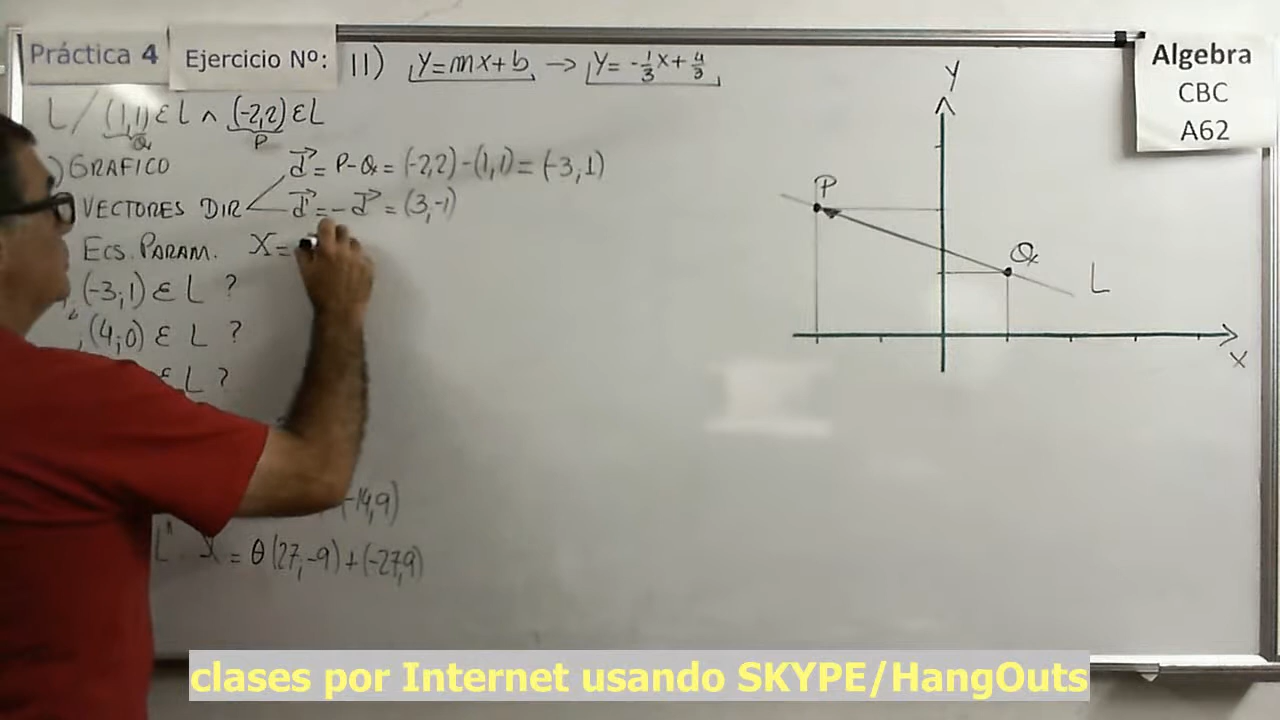 Práctica 4 Ejercicio Nº: 11) y=mx+b → y=-1/3x+4/3
L / (1,1) ε L ∧ (-2,2) ε L
Q P
) GRAFICO d⃗ = P-Q = (-2,2)-(1,1) = (-3,1)
VECTORES DIR d⃗' = -d⃗ = (3,-1)
ECS. PARAM. X=
(-3;1) ε L ?
(4;0) ε L ?
ε L ?
-14,9)
L" X = θ(27,-9)+(-27,9)
Y
P
Q
L
X
Algebra
CBC
A62
clases por Internet usando SKYPE/HangOuts